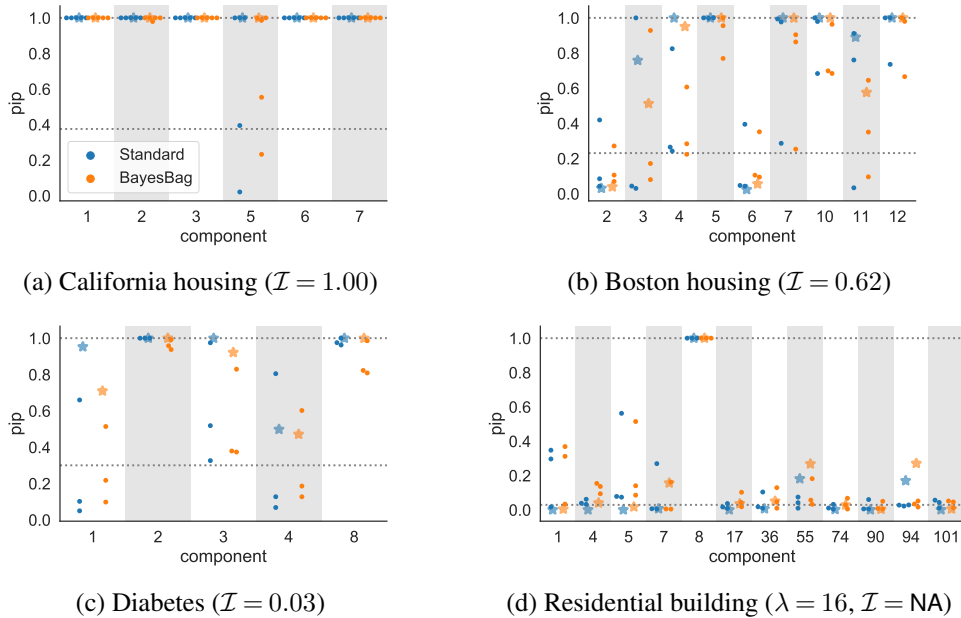 1.0
0.8
0.6
0.4
0.2
0.0
pip
Standard
BayesBag
1 2 3 5 6 7
component
(a) California housing (𝓘 = 1.00)
1.0
0.8
0.6
0.4
0.2
0.0
pip
2 3 4 5 6 7 10 11 12
component
(b) Boston housing (𝓘 = 0.62)
1.0
0.8
0.6
0.4
0.2
0.0
pip
1 2 3 4 8
component
(c) Diabetes (𝓘 = 0.03)
1.0
0.8
0.6
0.4
0.2
0.0
pip
1 4 5 7 8 17 36 55 74 90 94 101
component
(d) Residential building (λ = 16, 𝓘 = NA)